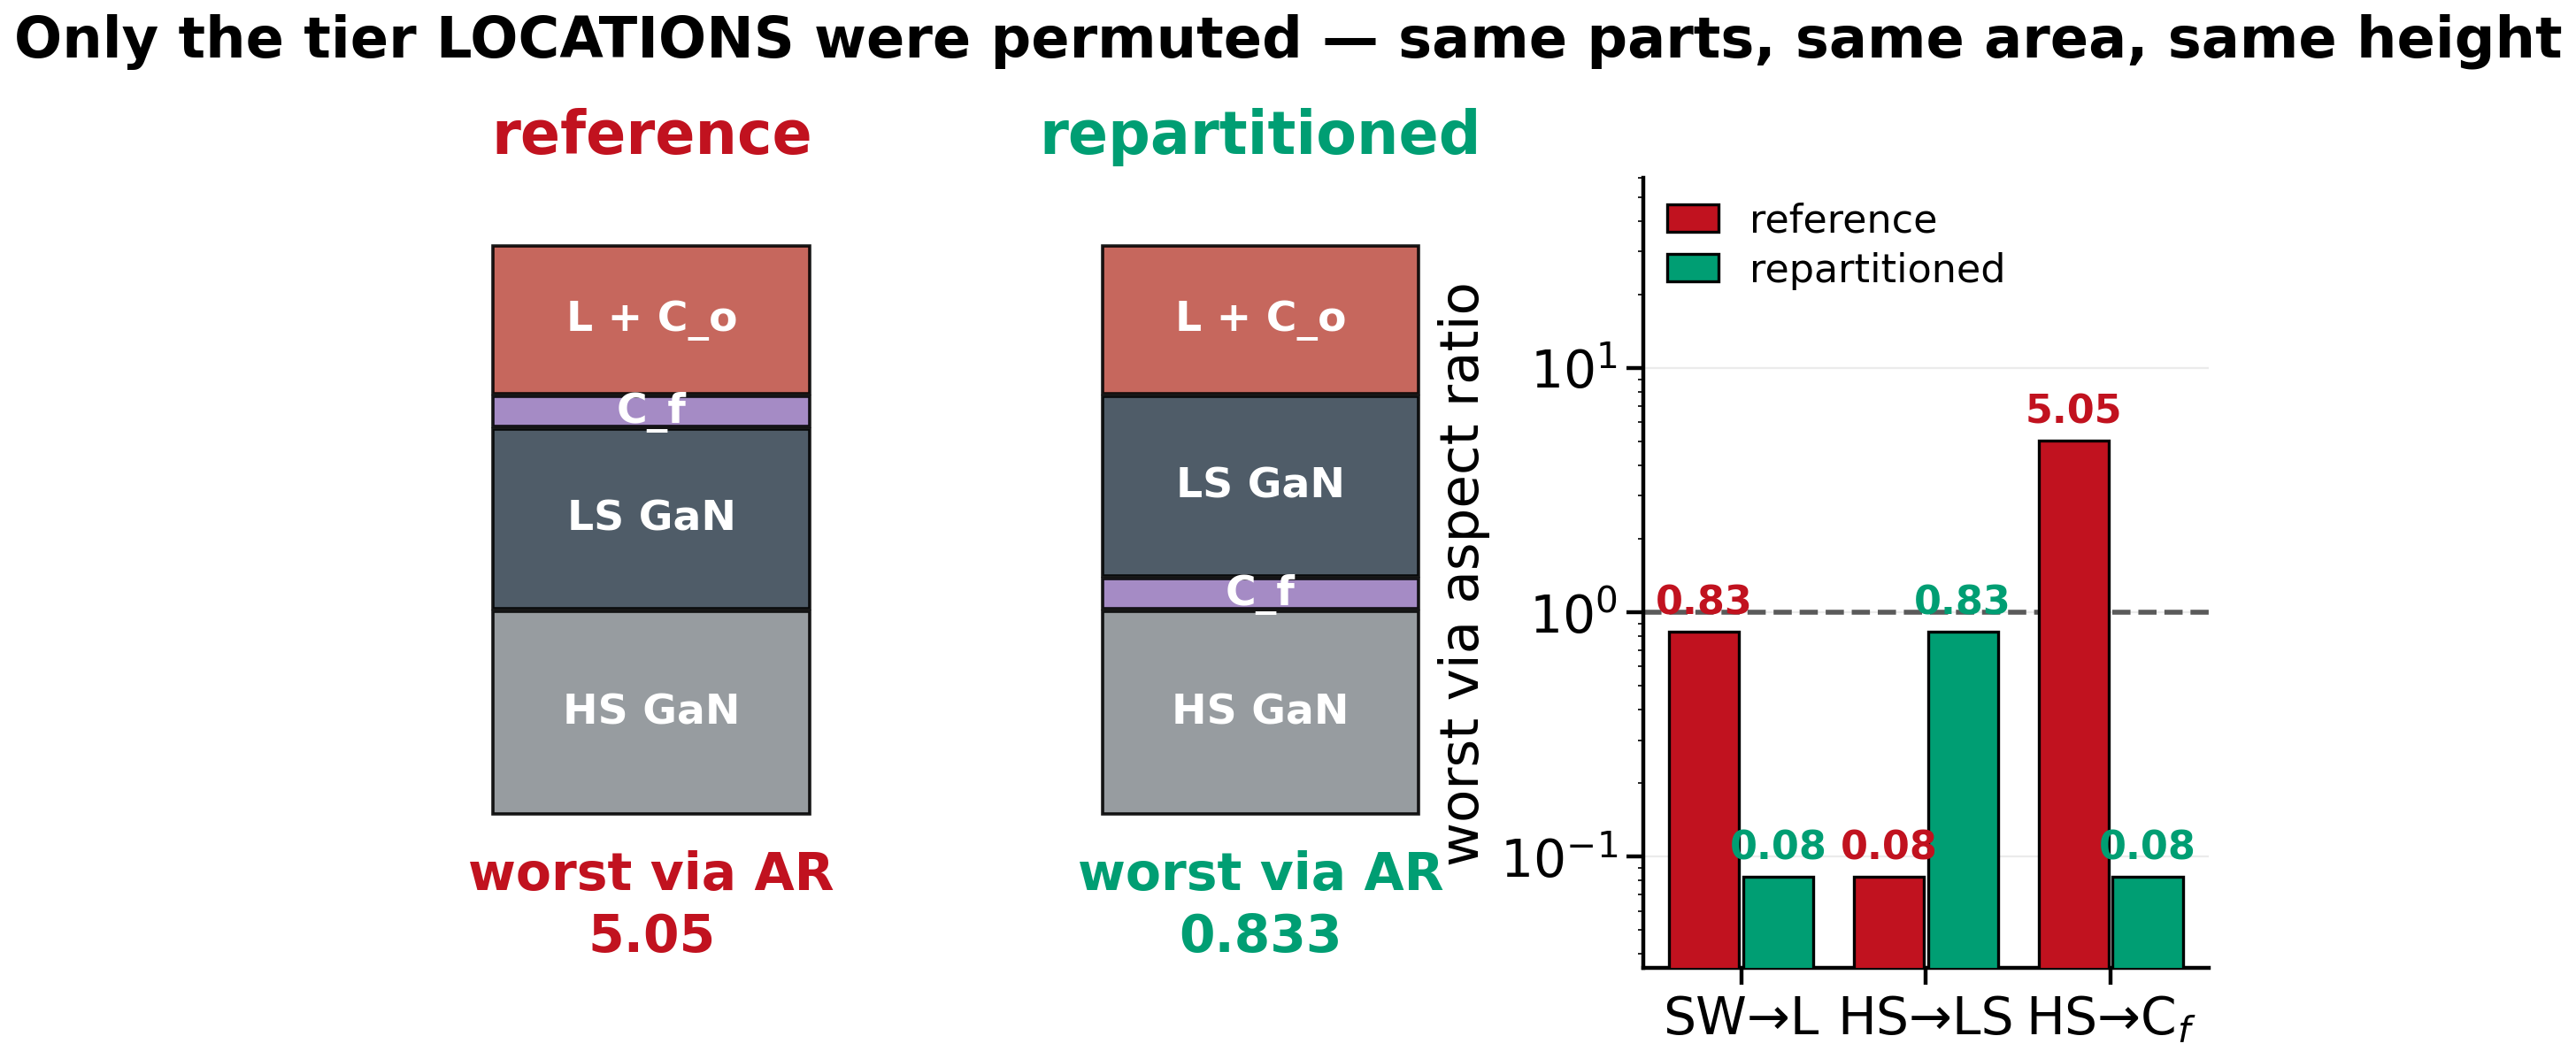 Only the tier LOCATIONS were permuted — same parts, same area, same height
reference
L + C_o
C_f
LS GaN
HS GaN
worst via AR
5.05
repartitioned
L + C_o
LS GaN
C_f
HS GaN
worst via AR
0.833
worst via aspect ratio
reference
repartitioned
10¹
10⁰
10⁻¹
0.83
0.08
0.08
0.83
5.05
0.08
SW→L
HS→LS
HS→C_f